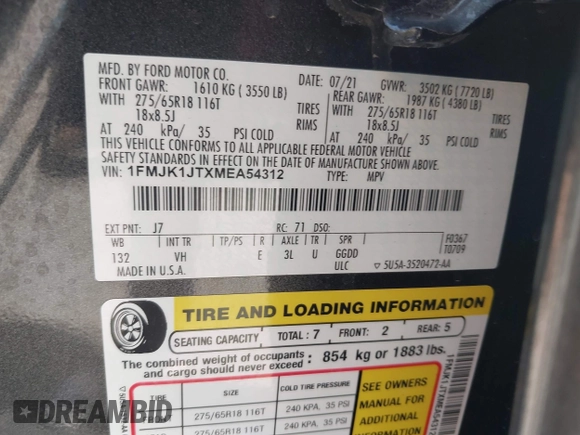 MFD. BY FORD MOTOR CO.
DATE: 07/21 GVWR: 3502 KG ( 7720 LB)
FRONT GAWR: 1610 KG ( 3550 LB)
REAR GAWR: 1987 KG ( 4380 LB)
WITH 275/65R18 116T TIRES WITH 275/65R18 116T TIRES
18x8.5J RIMS 18x8.5J RIMS
AT 240 kPa/ 35 PSI COLD AT 240 kPa/ 35 PSI COLD
THIS VEHICLE CONFORMS TO ALL APPLICABLE FEDERAL MOTOR VEHICLE
SAFETY STANDARDS IN EFFECT ON THE DATE OF MANUFACTURE SHOWN ABOVE.
VIN: 1FMJK1JTXMEA54312 TYPE: MPV
EXT PNT: J7 RC: 71 DSO:
WB INT TR TP/PS R AXLE TR SPR
132 VH E 3L U GGDD
ULC
F0367
T0709
MADE IN U.S.A. 5U5A-3520472-AA
TIRE AND LOADING INFORMATION
SEATING CAPACITY TOTAL : 7 FRONT: 2 REAR: 5
The combined weight of occupants
and cargo should never exceed : 854 kg or 1883 lbs.
SIZE COLD TIRE PRESSURE
275/65R18 116T 240 KPA, 35 PSI
275/65R18 116T 240 KPA, 35 PSI
SEE OWNERS
MANUAL FOR
ADDITIONAL
INFORMATION